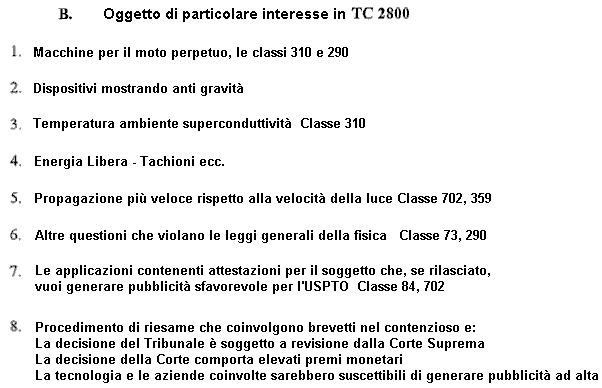 B. Oggetto di particolare interesse in TC 2800
1. Macchine per il moto perpetuo, le classi 310 e 290
2. Dispositivi mostrando anti gravità
3. Temperatura ambiente superconduttività Classe 310
4. Energia Libera - Tachioni ecc.
5. Propagazione più veloce rispetto alla velocità della luce Classe 702, 359
6. Altre questioni che violano le leggi generali della fisica Classe 73, 290
7. Le applicazioni contenenti attestazioni per il soggetto che, se rilasciato,
vuoi generare pubblicità sfavorevole per l'USPTO Classe 84, 702
8. Procedimento di riesame che coinvolgono brevetti nel contenzioso e:
La decisione del Tribunale è soggetto a revisione dalla Corte Suprema
La decisione della Corte comporta elevati premi monetari
La tecnologia e le aziende coinvolte sarebbero suscettibili di generare pubblicità ad alta